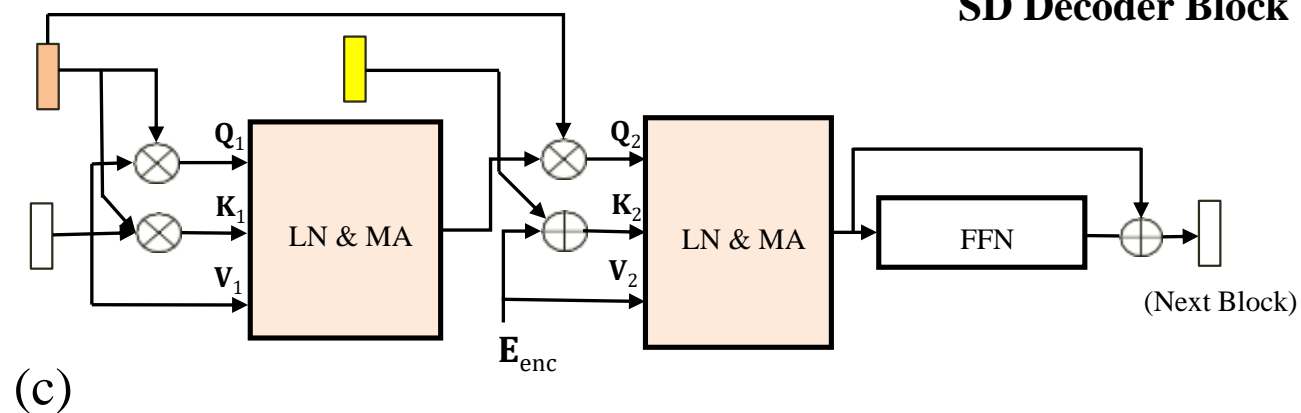 SD Decoder Block
Q1
K1
V1
LN & MA
Q2
K2
V2
LN & MA
FFN
Eenc
(Next Block)
(c)